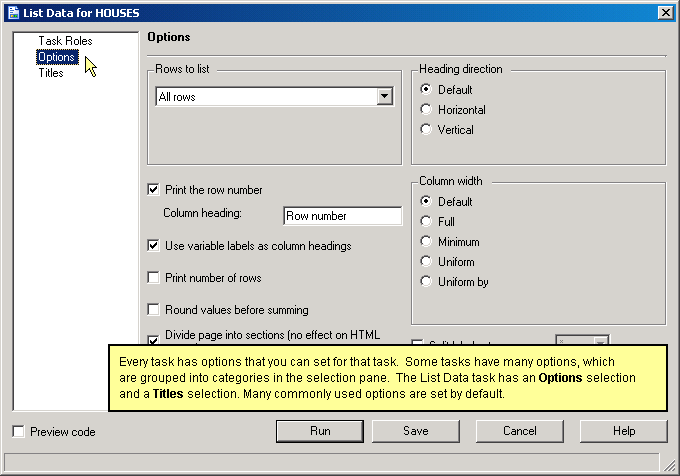 List Data for HOUSES
Task Roles
Options
Titles
Options
Rows to list
All rows
Heading direction
Default
Horizontal
Vertical
Print the row number
Column heading:
Row number
Use variable labels as column headings
Print number of rows
Round values before summing
Divide page into sections (no effect on HTML
Column width
Default
Full
Minimum
Uniform
Uniform by
Every task has options that you can set for that task. Some tasks have many options, which
are grouped into categories in the selection pane. The List Data task has an Options selection
and a Titles selection. Many commonly used options are set by default.
Preview code
Run
Save
Cancel
Help